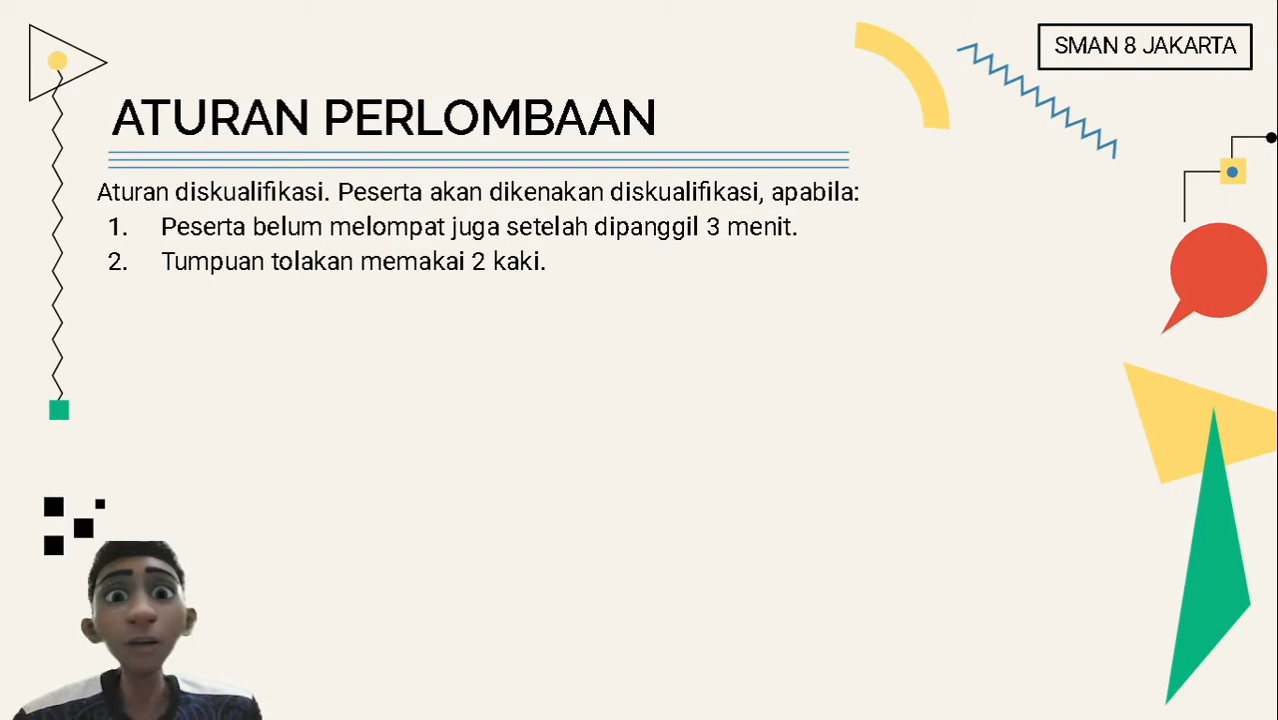 SMAN 8 JAKARTA
ATURAN PERLOMBAAN
Aturan diskualifikasi. Peserta akan dikenakan diskualifikasi, apabila:
1. Peserta belum melompat juga setelah dipanggil 3 menit.
2. Tumpuan tolakan memakai 2 kaki.